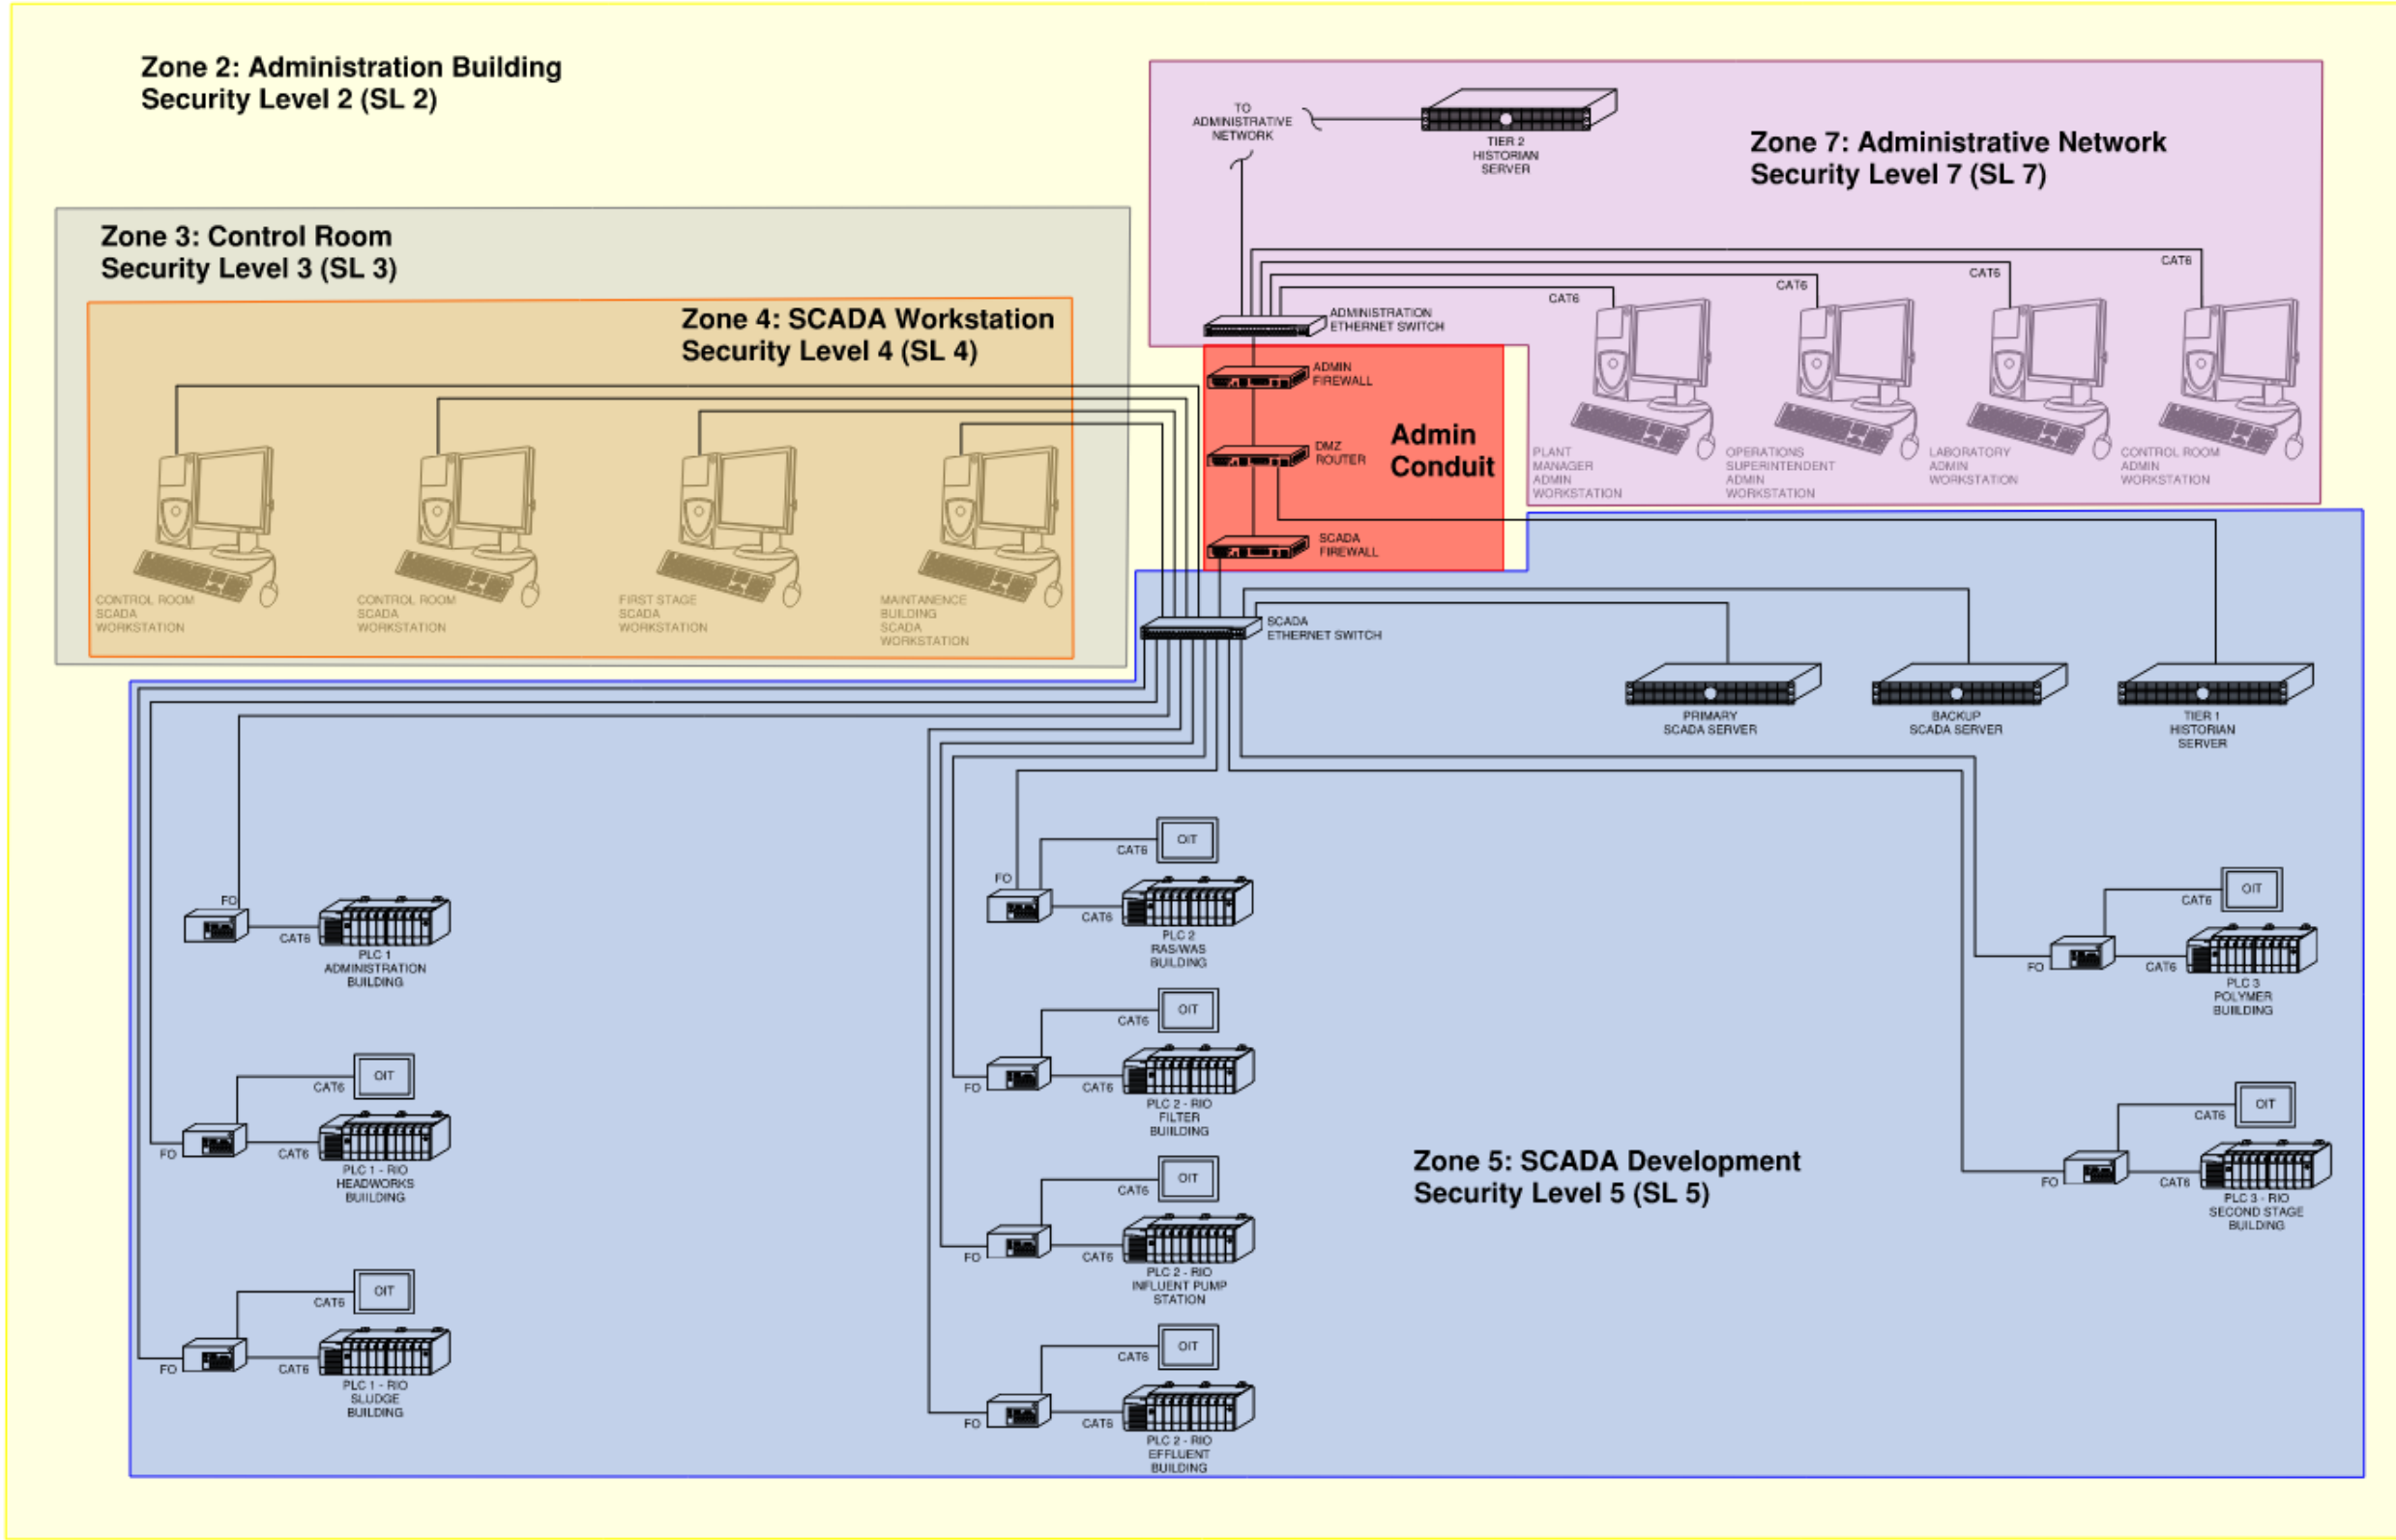 Zone 2: Administration Building
Security Level 2 (SL 2)
TO
ADMINISTRATIVE
NETWORK
TIER 2
HISTORIAN
SERVER
Zone 7: Administrative Network
Security Level 7 (SL 7)
Zone 3: Control Room
Security Level 3 (SL 3)
CAT6
CAT6
CAT6
CAT6
Zone 4: SCADA Workstation
Security Level 4 (SL 4)
ADMINISTRATION
ETHERNET SWITCH
ADMIN
FIREWALL
DMZ
ROUTER
Admin
Conduit
SCADA
FIREWALL
PLANT
MANAGER
ADMIN
WORKSTATION
OPERATIONS
SUPERINTENDENT
ADMIN
WORKSTATION
LABORATORY
ADMIN
WORKSTATION
CONTROL ROOM
ADMIN
WORKSTATION
CONTROL ROOM
SCADA
WORKSTATION
CONTROL ROOM
SCADA
WORKSTATION
FIRST STAGE
SCADA
WORKSTATION
MAINTANENCE
BUILDING
SCADA
WORKSTATION
SCADA
ETHERNET SWITCH
PRIMARY
SCADA SERVER
BACKUP
SCADA SERVER
TIER 1
HISTORIAN
SERVER
FO
CAT6
PLC 1
ADMINISTRATION
BUILDING
OIT
CAT6
FO
CAT6
PLC 1 - RIO
HEADWORKS
BUIILDING
OIT
CAT6
FO
CAT6
PLC 1 - RIO
SLUDGE
BUILDING
OIT
CAT6
FO
CAT6
PLC 2
RAS/WAS
BUILDING
OIT
CAT6
FO
CAT6
PLC 2 - RIO
FILTER
BUIILDING
OIT
CAT6
FO
CAT6
PLC 2 - RIO
INFLUENT PUMP
STATION
OIT
CAT6
FO
CAT6
PLC 2 - RIO
EFFLUENT
BUILDING
Zone 5: SCADA Development
Security Level 5 (SL 5)
OIT
CAT6
FO
CAT6
PLC 3
POLYMER
BUIILDING
OIT
CAT6
FO
CAT6
PLC 3 - RIO
SECOND STAGE
BUILDING